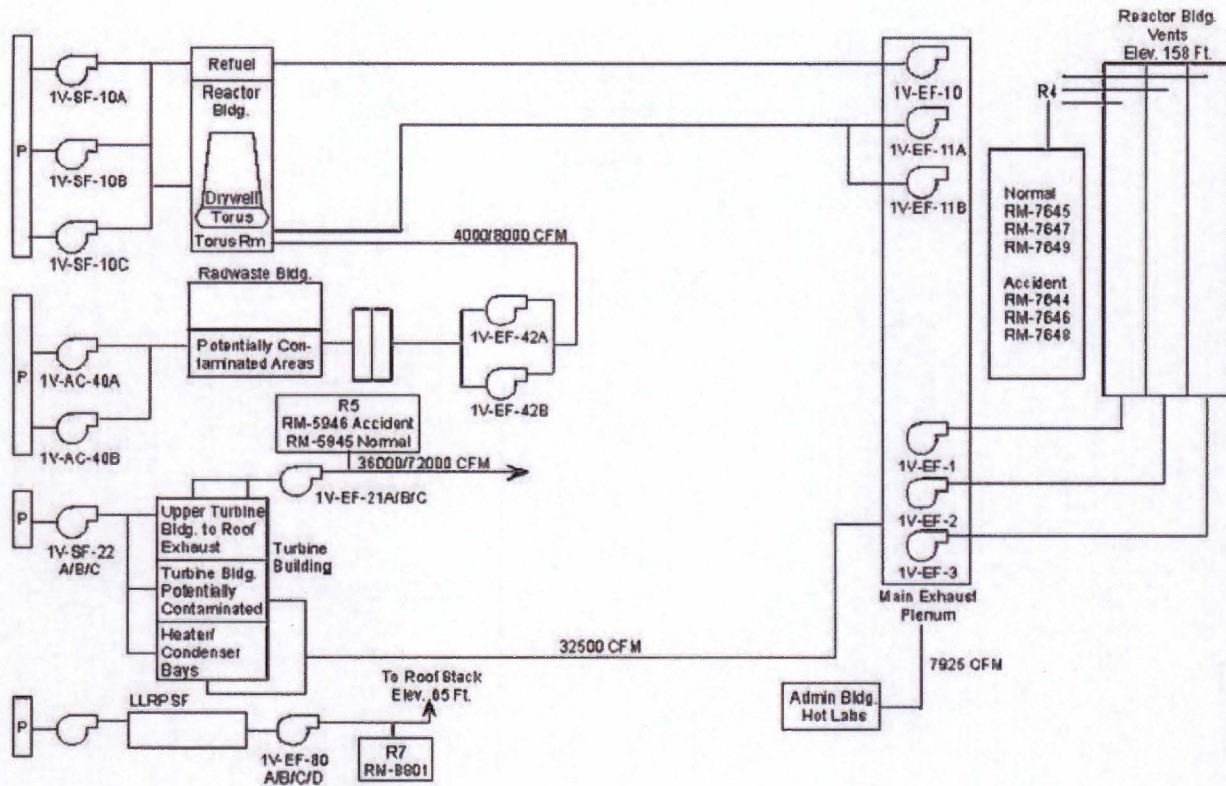 Reactor Bldg.
Vents
Elev. 158 Ft.
P
1V-SF-10A
1V-SF-10B
1V-SF-10C
Refuel
Reactor
Bldg.
Drywell
Torus
Torus Rm
1V-EF-10
1V-EF-11A
1V-EF-11B
R4
Normal
RM-7645
RM-7647
RM-7649
Accident
RM-7644
RM-7646
RM-7648
4000/8000 CFM
Radwaste Bldg.
Potentially Con-
taminated Areas
P
1V-AC-40A
1V-AC-40B
1V-EF-42A
1V-EF-42B
R5
RM-5946 Accident
RM-5945 Normal
36000/72000 CFM
1V-EF-21A/B/C
P
1V-SF-22
A/B/C
Upper Turbine
Bldg. to Roof
Exhaust
Turbine
Building
Turbine Bldg.
Potentially
Contaminated
Heater/
Condenser
Bays
1V-EF-1
1V-EF-2
1V-EF-3
Main Exhaust
Plenum
32500 CFM
7925 CFM
Admin Bldg.
Hot Labs
To Roof Stack
Elev. 65 Ft.
P
LLRPSF
1V-EF-80
A/B/C/D
R7
RM-8801